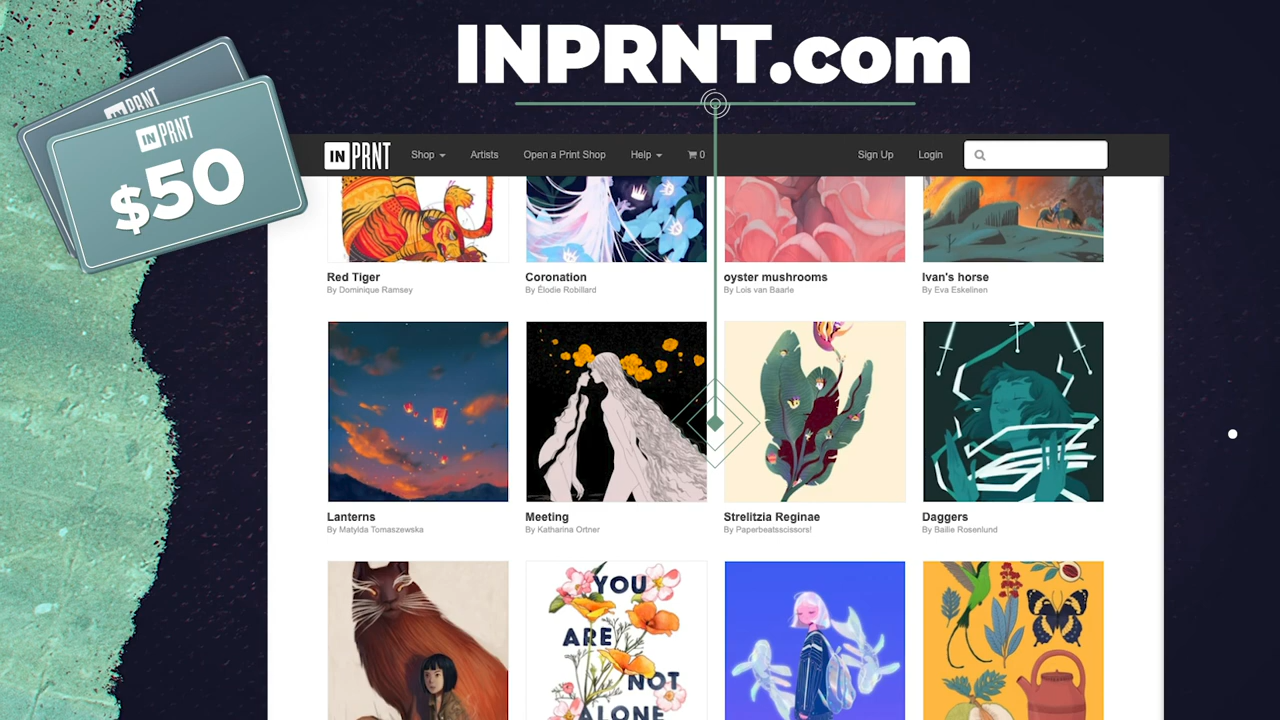 INPRNT.com
INPRNT
INPRNT
$50
INPRNT Shop Artists Open a Print Shop Help 0 Sign Up Login
Red Tiger
By Dominique Ramsey
Coronation
By Élodie Robillard
oyster mushrooms
By Lois van Baarle
Ivan's horse
By Eva Eskelinen
Lanterns
By Matylda Tomaszewska
Meeting
By Katharina Ortner
Strelitzia Reginae
By Paperbeatsscissors!
Daggers
By Bailie Rosenlund
YOU
ARE
NOT
ALONE